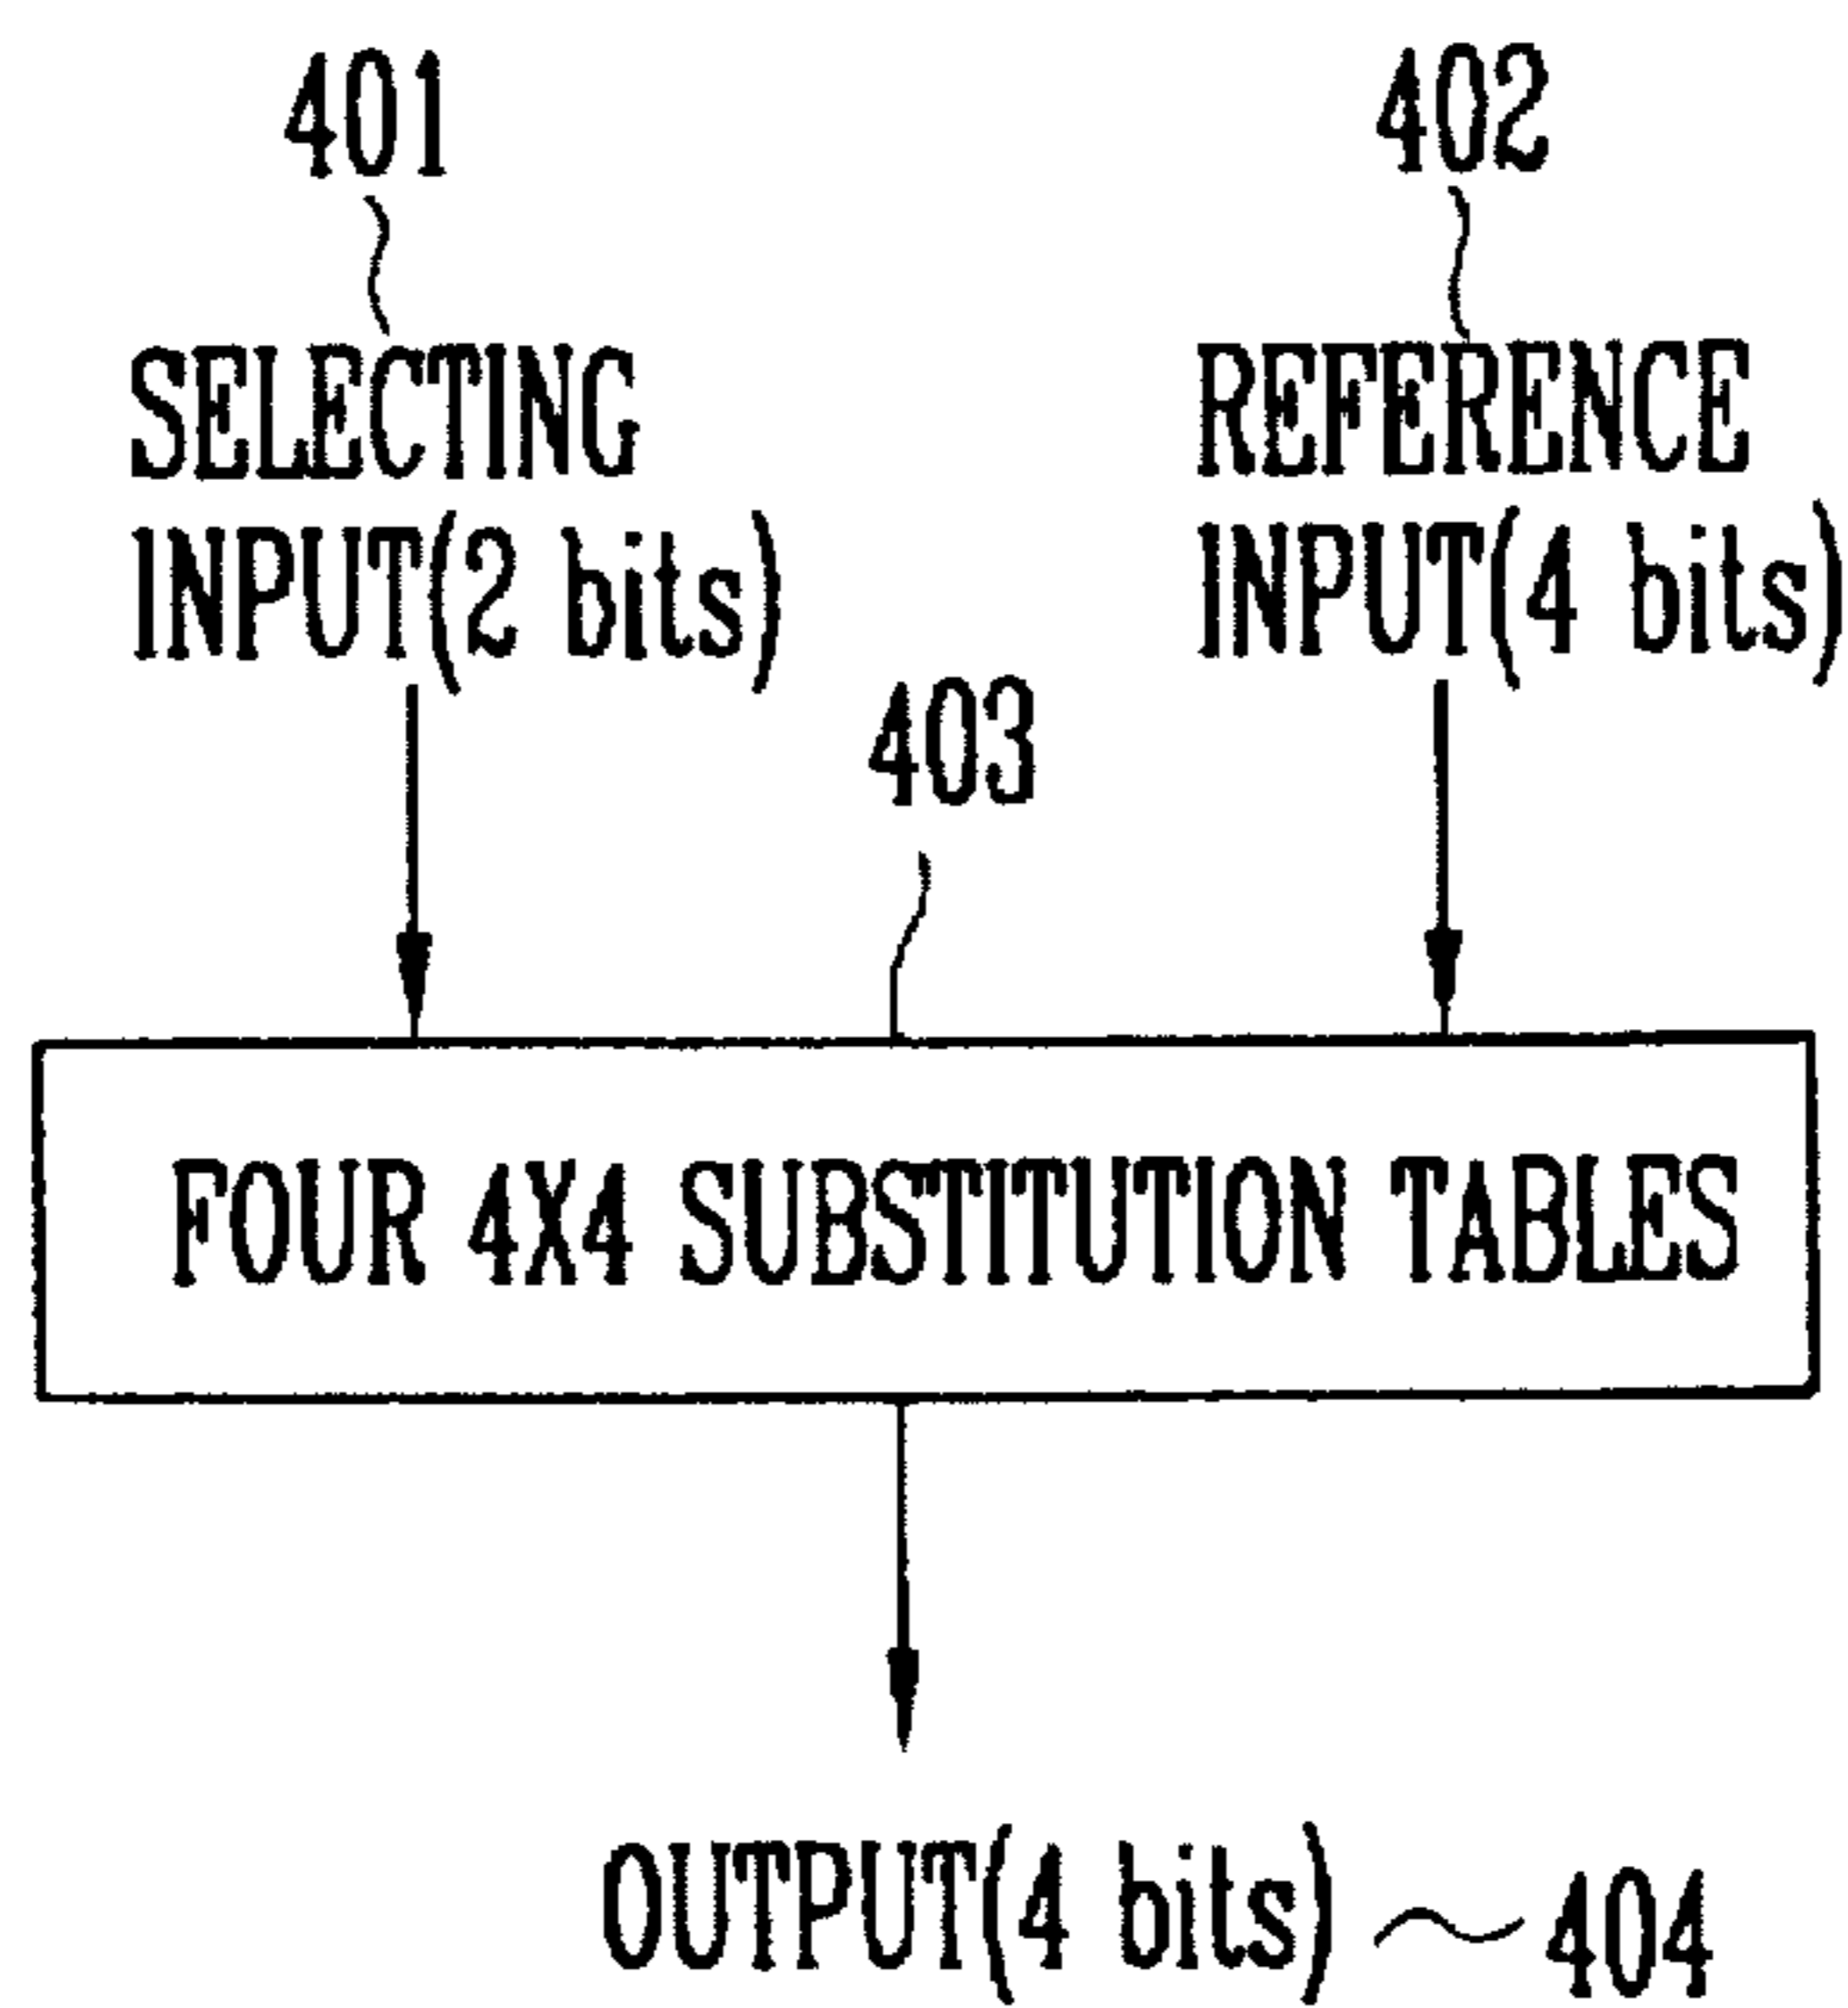 401
402
SELECTING
INPUT(2 bits)
REFERENCE
INPUT(4 bits)
403
FOUR 4X4 SUBSTITUTION TABLES
OUTPUT(4 bits)
404